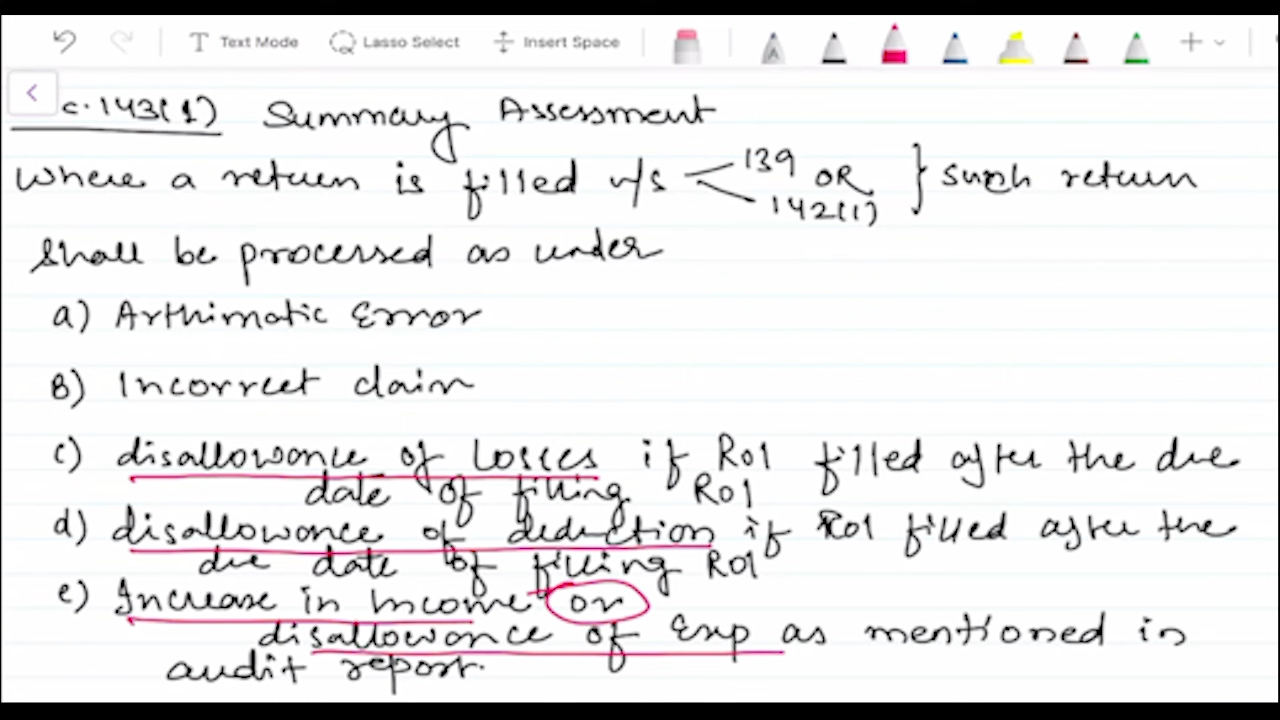 Text Mode Lasso Select Insert Space
c. 143(1) Summary Assessment
Where a return is filled u/s 139 OR 142(1) } such return
shall be processed as under
a) Arthimatic Error
B) Incorrect claim
c) disallowance of Losses if ROI filled after the due
date of filling ROI
d) disallowance of deduction if ROI filled after the
due date of filling ROI
e) Increase in Income or
disallowance of Exp as mentioned in
audit report.